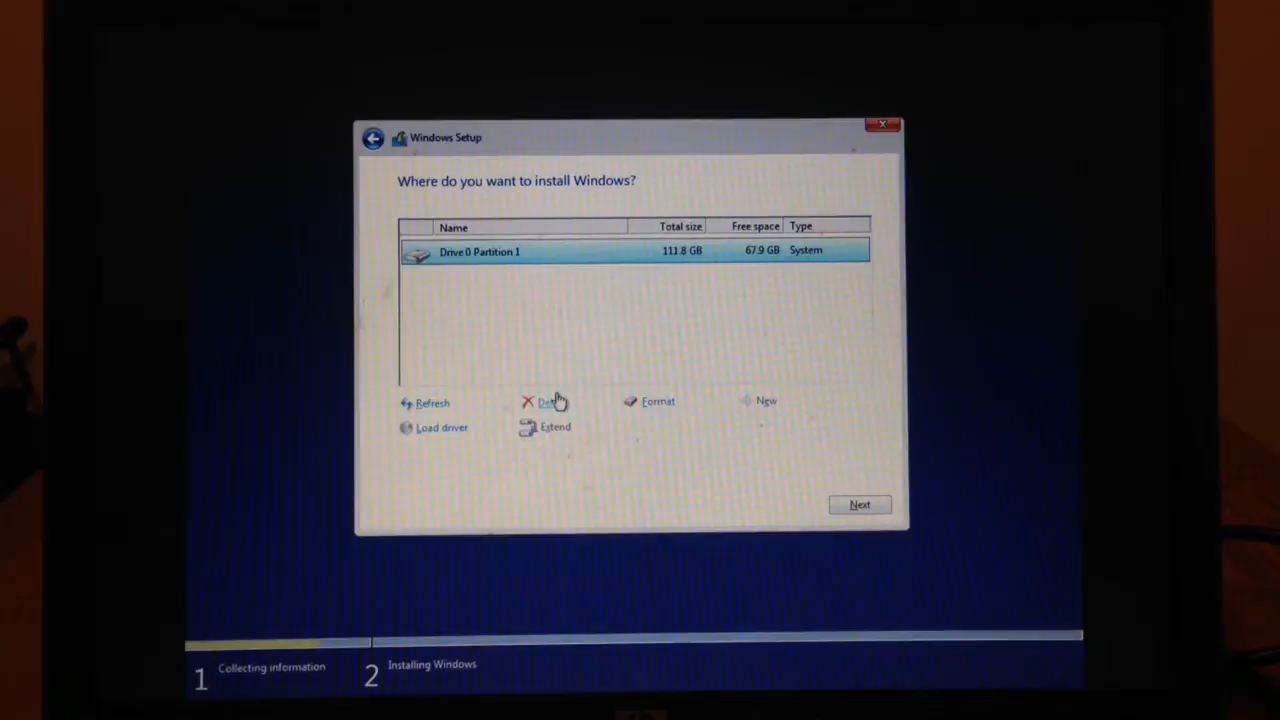 Windows Setup
x
Where do you want to install Windows?
Name Total size Free space Type
Drive 0 Partition 1 111.8 GB 67.9 GB System
Refresh Format New
Load driver Extend
Next
1 Collecting information 2 Installing Windows